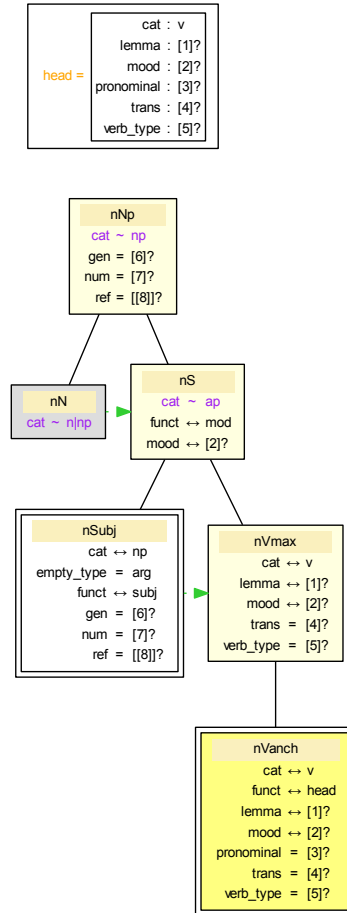 head =
cat : v
lemma : [1]?
mood : [2]?
pronominal : [3]?
trans : [4]?
verb_type : [5]?
nNp
cat ~ np
gen = [6]?
num = [7]?
ref = [[8]]?
nN
cat ~ n|np
nS
cat ~ ap
funct ↔ mod
mood ↔ [2]?
nSubj
cat ↔ np
empty_type = arg
funct ↔ subj
gen = [6]?
num = [7]?
ref = [[8]]?
nVmax
cat ↔ v
lemma ↔ [1]?
mood ↔ [2]?
trans = [4]?
verb_type = [5]?
nVanch
cat ↔ v
funct ↔ head
lemma ↔ [1]?
mood ↔ [2]?
pronominal = [3]?
trans = [4]?
verb_type = [5]?